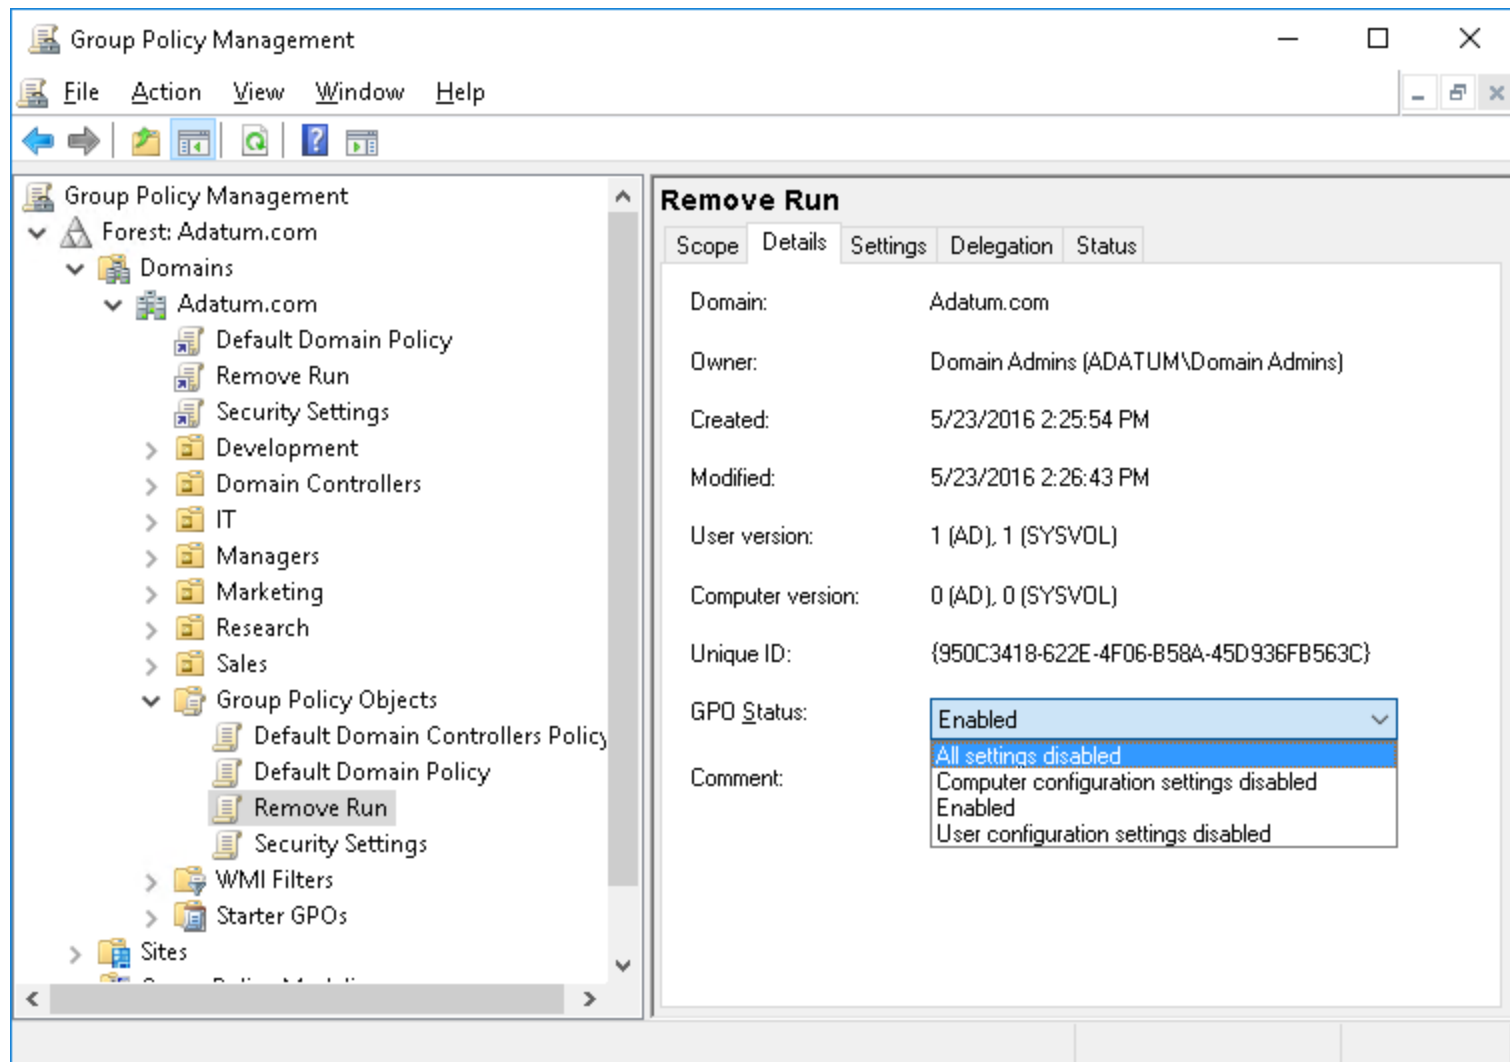 Group Policy Management
File Action View Window Help
Group Policy Management
Forest: Adatum.com
Domains
Adatum.com
Default Domain Policy
Remove Run
Security Settings
Development
Domain Controllers
IT
Managers
Marketing
Research
Sales
Group Policy Objects
Default Domain Controllers Policy
Default Domain Policy
Remove Run
Security Settings
WMI Filters
Starter GPOs
Sites
Remove Run
Scope Details Settings Delegation Status
Domain: Adatum.com
Owner: Domain Admins (ADATUM\Domain Admins)
Created: 5/23/2016 2:25:54 PM
Modified: 5/23/2016 2:26:43 PM
User version: 1 (AD), 1 (SYSVOL)
Computer version: 0 (AD), 0 (SYSVOL)
Unique ID: {950C3418-622E-4F06-B58A-45D936FB563C}
GPO Status: Enabled
All settings disabled
Computer configuration settings disabled
Enabled
User configuration settings disabled
Comment: